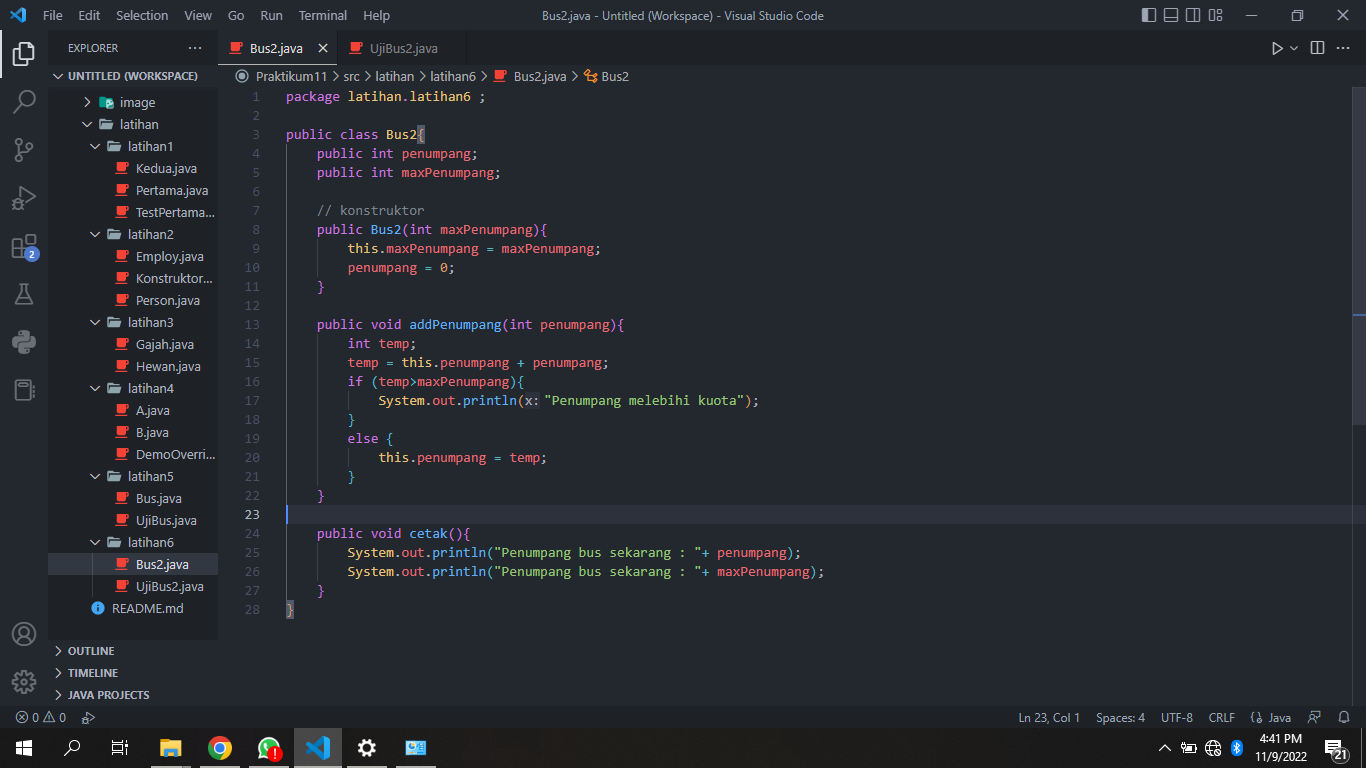 File Edit Selection View Go Run Terminal Help Bus2.java - Untitled (Workspace) - Visual Studio Code
EXPLORER
UNTITLED (WORKSPACE)
image
latihan
latihan1
Kedua.java
Pertama.java
TestPertama...
latihan2
Employ.java
Konstruktor...
Person.java
latihan3
Gajah.java
Hewan.java
latihan4
A.java
B.java
DemoOverri...
latihan5
Bus.java
UjiBus.java
latihan6
Bus2.java
UjiBus2.java
README.md
OUTLINE
TIMELINE
JAVA PROJECTS
2
Bus2.java UjiBus2.java
Praktikum11 > src > latihan > latihan6 > Bus2.java > Bus2
1 package latihan.latihan6 ;
2
3 public class Bus2{
4 public int penumpang;
5 public int maxPenumpang;
6
7 // konstruktor
8 public Bus2(int maxPenumpang){
9 this.maxPenumpang = maxPenumpang;
10 penumpang = 0;
11 }
12
13 public void addPenumpang(int penumpang){
14 int temp;
15 temp = this.penumpang + penumpang;
16 if (temp>maxPenumpang){
17 System.out.println(x: "Penumpang melebihi kuota");
18 }
19 else {
20 this.penumpang = temp;
21 }
22 }
23
24 public void cetak(){
25 System.out.println("Penumpang bus sekarang : "+ penumpang);
26 System.out.println("Penumpang bus sekarang : "+ maxPenumpang);
27 }
28 }
0 0 Ln 23, Col 1 Spaces: 4 UTF-8 CRLF {} Java
4:41 PM
11/9/2022
21